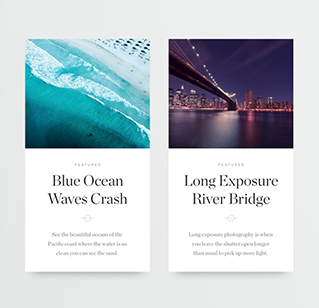 FEATURED
Blue Ocean
Waves Crash
See the beautiful oceans of the
Pacific coast where the water is so
clean you can see the sand.
FEATURED
Long Exposure
River Bridge
Long exposure photography is when
you leave the shutter open longer
than usual to pick up more light.